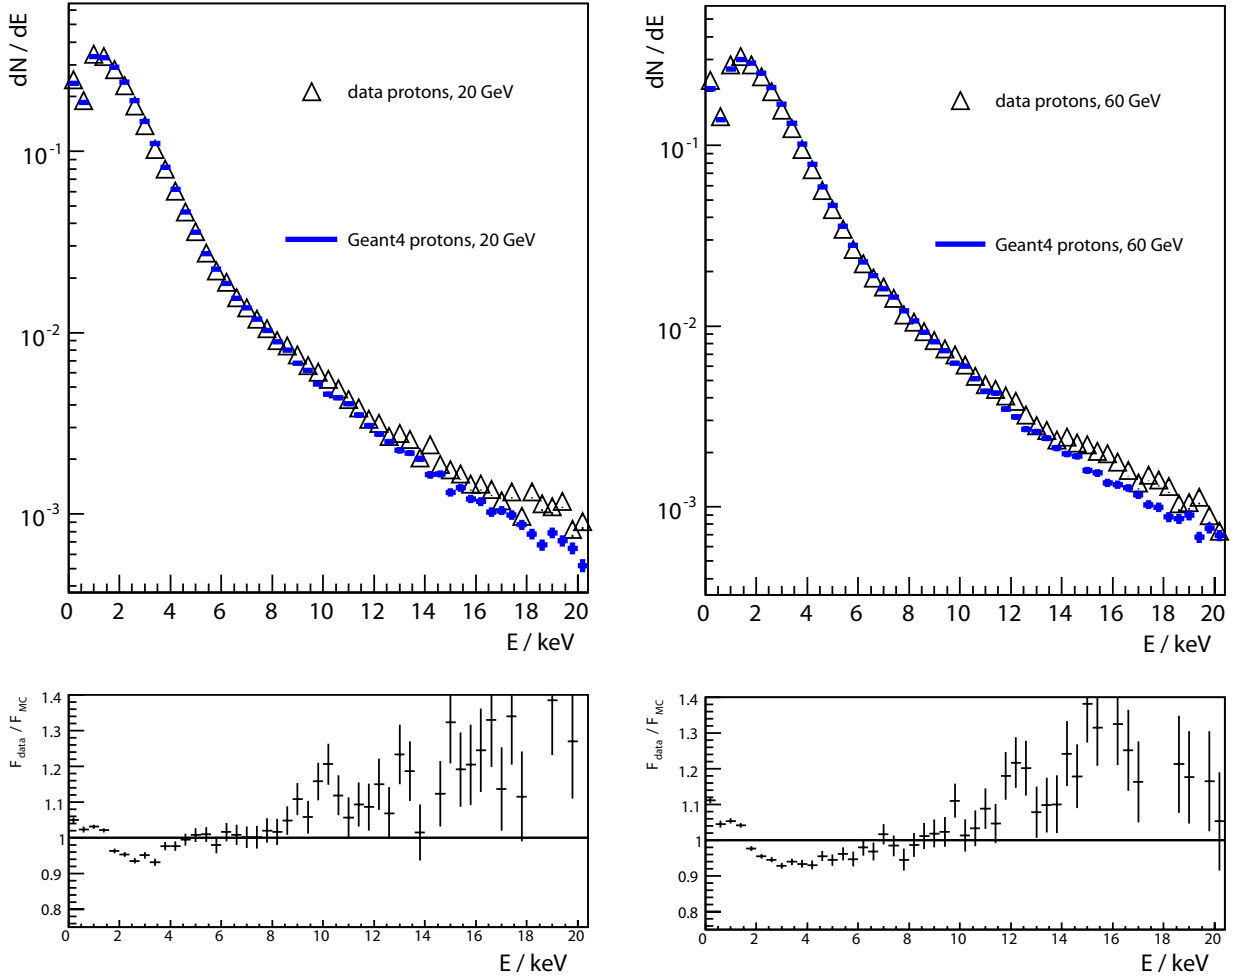 dN / dE
data protons, 20 GeV
Geant4 protons, 20 GeV
10⁻¹
10⁻²
10⁻³
0 2 4 6 8 10 12 14 16 18 20
E / keV
dN / dE
data protons, 60 GeV
Geant4 protons, 60 GeV
10⁻¹
10⁻²
10⁻³
0 2 4 6 8 10 12 14 16 18 20
E / keV
F data / F MC
1.4
1.3
1.2
1.1
1
0.9
0.8
0 2 4 6 8 10 12 14 16 18 20
E / keV
F data / F MC
1.4
1.3
1.2
1.1
1
0.9
0.8
0 2 4 6 8 10 12 14 16 18 20
E / keV